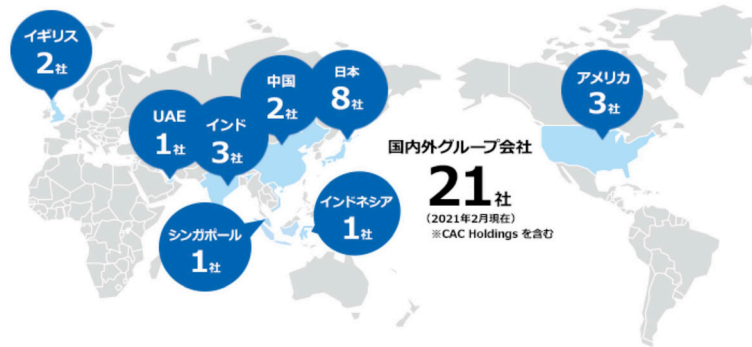 イギリス
2社
UAE
1社
インド
3社
中国
2社
日本
8社
アメリカ
3社
シンガポール
1社
インドネシア
1社
国内外グループ会社
21社
(2021年2月現在)
※CAC Holdings を含む